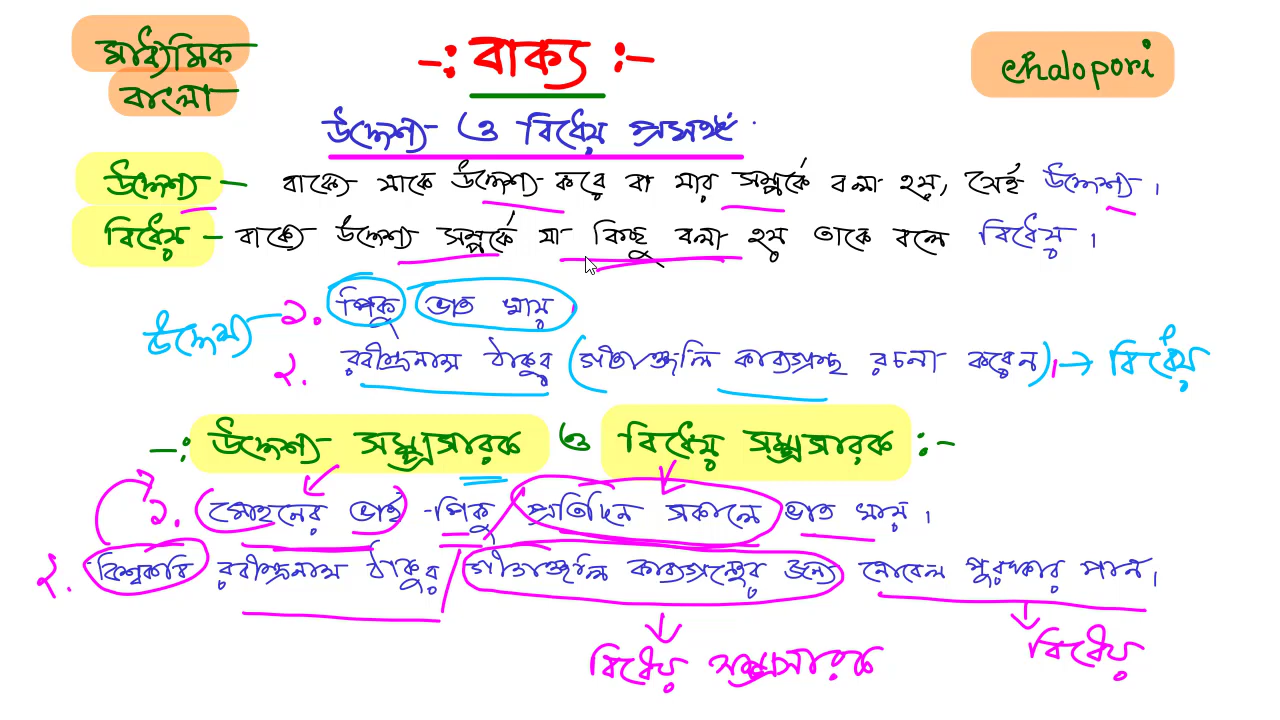 মাধ্যমিক
বাংলা
-: বাক্য :-
chalopori
উদ্দেশ্য ও বিধেয় প্রসঙ্গ :
উদ্দেশ্য - বাক্যে যাকে উদ্দেশ্য করে বা যার সম্পর্কে বলা হয়, সেই উদ্দেশ্য।
বিধেয় - বাক্যে উদ্দেশ্য সম্পর্কে যা কিছু বলা হয় তাকে বলে বিধেয়।
উদ্দেশ্য
১. পিকু ভাত খায়।
২. রবীন্দ্রনাথ ঠাকুর (গীতাঞ্জলি কাব্যগ্রন্থ রচনা করেন)। → বিধেয়
-: উদ্দেশ্য সম্প্রসারক ও বিধেয় সম্প্রসারক :-
১. মোহনের ভাই - পিকু প্রতিদিন সকালে ভাত খায়।
২. বিশ্বকবি রবীন্দ্রনাথ ঠাকুর গীতাঞ্জলি কাব্যগ্রন্থের জন্য নোবেল পুরস্কার পান।
বিধেয় সম্প্রসারক
বিধেয়